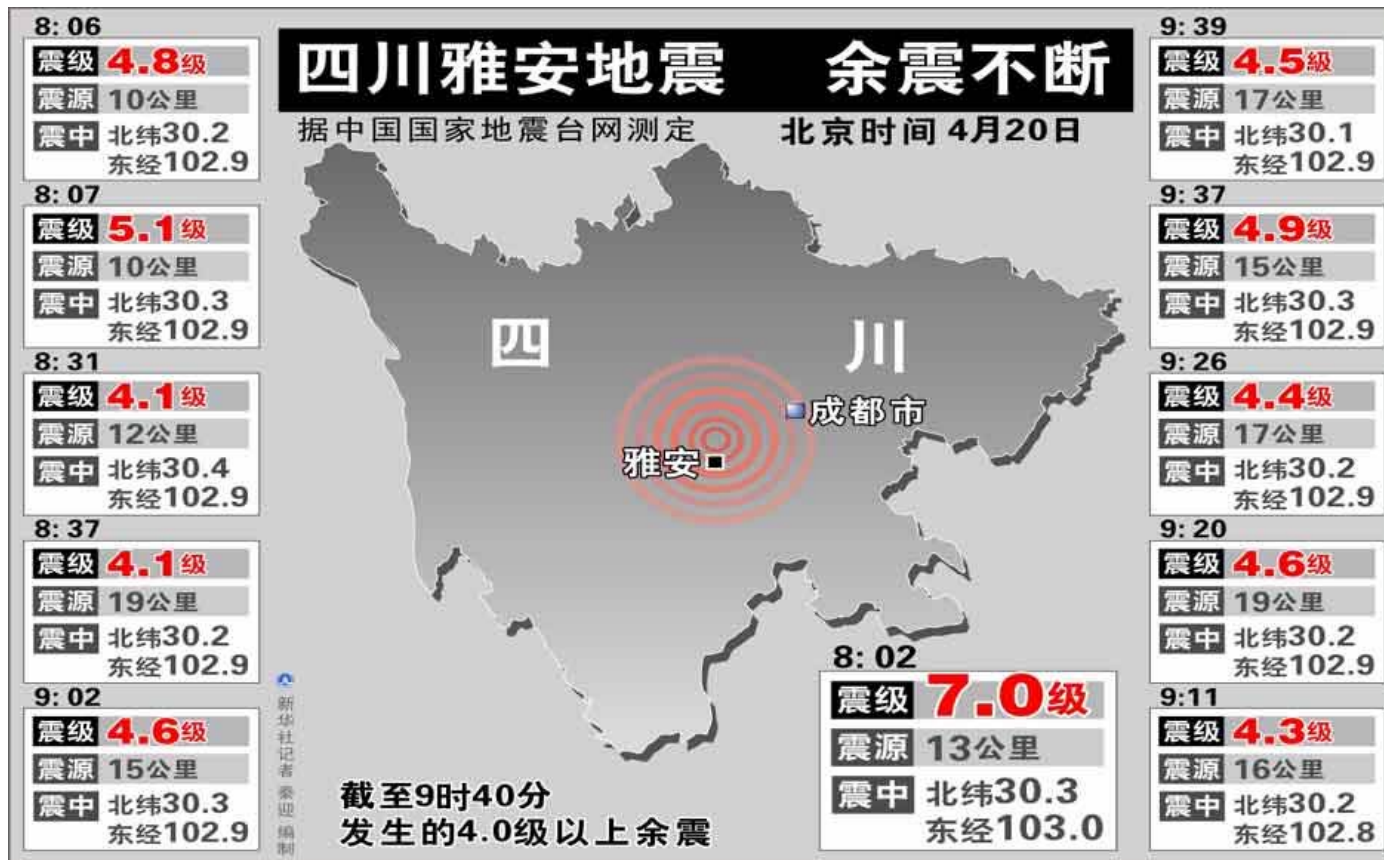 四川雅安地震 余震不断
据中国国家地震台网测定 北京时间 4月20日
8: 06
震级 4.8级
震源 10公里
震中 北纬30.2
东经102.9
8: 07
震级 5.1级
震源 10公里
震中 北纬30.3
东经102.9
8: 31
震级 4.1级
震源 12公里
震中 北纬30.4
东经102.9
8: 37
震级 4.1级
震源 19公里
震中 北纬30.2
东经102.9
9: 02
震级 4.6级
震源 15公里
震中 北纬30.3
东经102.9
四川
成都市
雅安
新华社记者 秦迎 编制
截至9时40分
发生的4.0级以上余震
8: 02
震级 7.0级
震源 13公里
震中 北纬30.3
东经103.0
9: 39
震级 4.5级
震源 17公里
震中 北纬30.1
东经102.9
9: 37
震级 4.9级
震源 15公里
震中 北纬30.3
东经102.9
9: 26
震级 4.4级
震源 17公里
震中 北纬30.2
东经102.9
9: 20
震级 4.6级
震源 19公里
震中 北纬30.2
东经102.9
9:11
震级 4.3级
震源 16公里
震中 北纬30.2
东经102.8